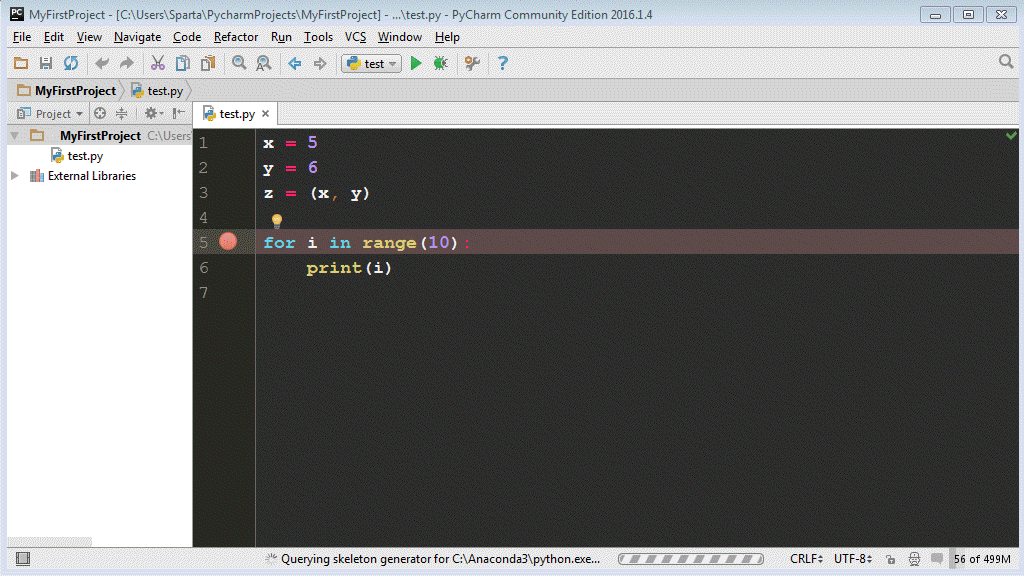 PC MyFirstProject - [C:\Users\Sparta\PycharmProjects\MyFirstProject] - ...\test.py - PyCharm Community Edition 2016.1.4
File Edit View Navigate Code Refactor Run Tools VCS Window Help
test
MyFirstProject test.py
Project test.py
MyFirstProject C:\Users
test.py
External Libraries
1 x = 5
2 y = 6
3 z = (x, y)
4
5 for i in range(10):
6 print(i)
7
Querying skeleton generator for C:\Anaconda3\python.exe... CRLF UTF-8 56 of 499M